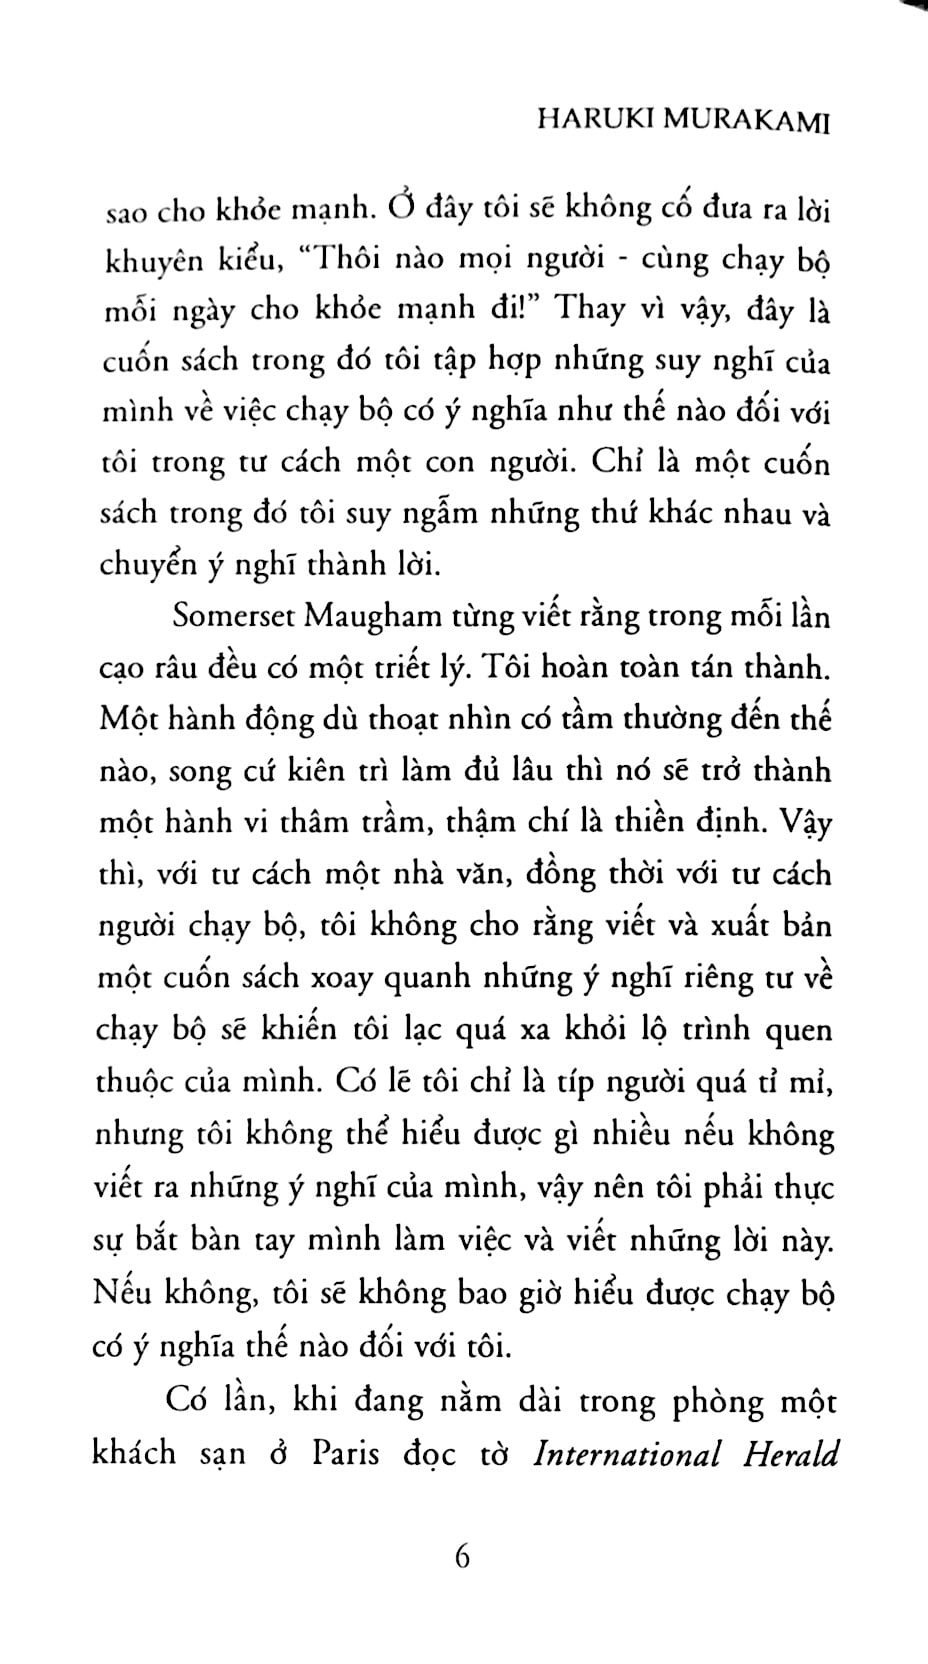 HARUKI MURAKAMI
sao cho khỏe mạnh. Ở đây tôi sẽ không cố đưa ra lời
khuyên kiểu, “Thôi nào mọi người - cùng chạy bộ
mỗi ngày cho khỏe mạnh đi!” Thay vì vậy, đây là
cuốn sách trong đó tôi tập hợp những suy nghĩ của
mình về việc chạy bộ có ý nghĩa như thế nào đối với
tôi trong tư cách một con người. Chỉ là một cuốn
sách trong đó tôi suy ngẫm những thứ khác nhau và
chuyển ý nghĩ thành lời.
Somerset Maugham từng viết rằng trong mỗi lần
cạo râu đều có một triết lý. Tôi hoàn toàn tán thành.
Một hành động dù thoạt nhìn có tầm thường đến thế
nào, song cứ kiên trì làm đủ lâu thì nó sẽ trở thành
một hành vi thâm trầm, thậm chí là thiền định. Vậy
thì, với tư cách một nhà văn, đồng thời với tư cách
người chạy bộ, tôi không cho rằng viết và xuất bản
một cuốn sách xoay quanh những ý nghĩ riêng tư về
chạy bộ sẽ khiến tôi lạc quá xa khỏi lộ trình quen
thuộc của mình. Có lẽ tôi chỉ là típ người quá tỉ mỉ,
nhưng tôi không thể hiểu được gì nhiều nếu không
viết ra những ý nghĩ của mình, vậy nên tôi phải thực
sự bắt bàn tay mình làm việc và viết những lời này.
Nếu không, tôi sẽ không bao giờ hiểu được chạy bộ
có ý nghĩa thế nào đối với tôi.
Có lần, khi đang nằm dài trong phòng một
khách sạn ở Paris đọc tờ International Herald
6